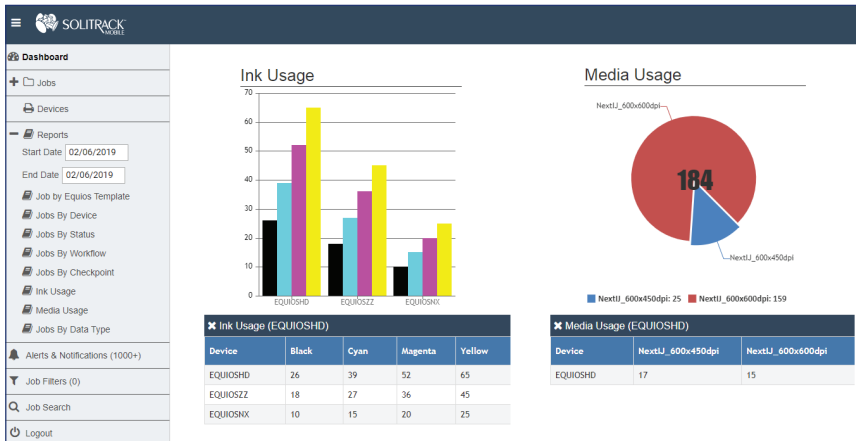 SOLITRACK
MOBILE
Dashboard
Jobs
Devices
Reports
Start Date 02/06/2019
End Date 02/06/2019
Job by Equios Template
Jobs By Device
Jobs By Status
Jobs By Workflow
Jobs By Checkpoint
Ink Usage
Media Usage
Jobs By Data Type
Alerts & Notifications (1000+)
Job Filters (0)
Job Search
Logout
Ink Usage
70
60
50
40
30
20
10
0
EQUIOSHD EQUIOSZZ EQUIOSNX
Media Usage
NextIJ_600x600dpi
184
NextIJ_600x450dpi
NextIJ_600x450dpi: 25 NextIJ_600x600dpi: 159
Ink Usage (EQUIOSHD)
Device Black Cyan Magenta Yellow
EQUIOSHD 26 39 52 65
EQUIOSZZ 18 27 36 45
EQUIOSNX 10 15 20 25
Media Usage (EQUIOSHD)
Device NextIJ_600x450dpi NextIJ_600x600dpi
EQUIOSHD 17 15